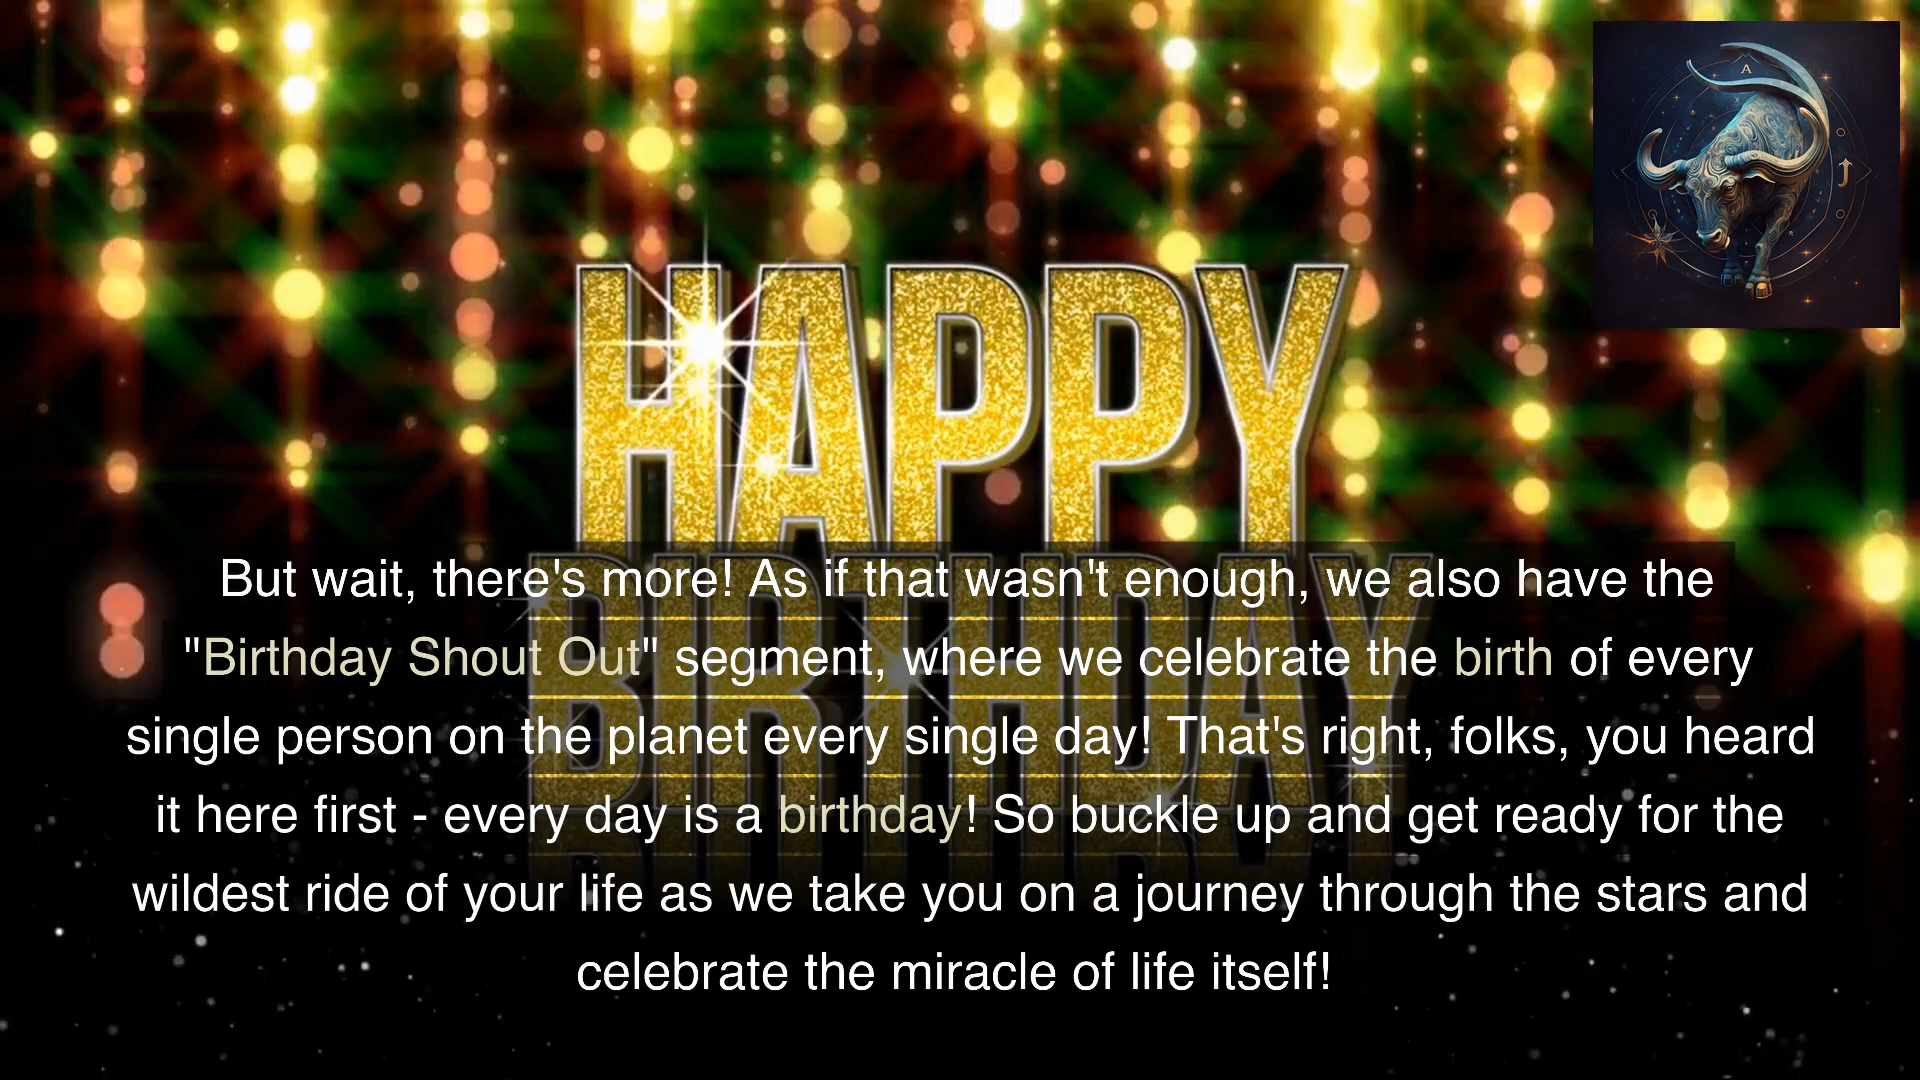 A
HAPPY
BIRTHDAY
But wait, there's more! As if that wasn't enough, we also have the
"Birthday Shout Out" segment, where we celebrate the birth of every
single person on the planet every single day! That's right, folks, you heard
it here first - every day is a birthday! So buckle up and get ready for the
wildest ride of your life as we take you on a journey through the stars and
celebrate the miracle of life itself!